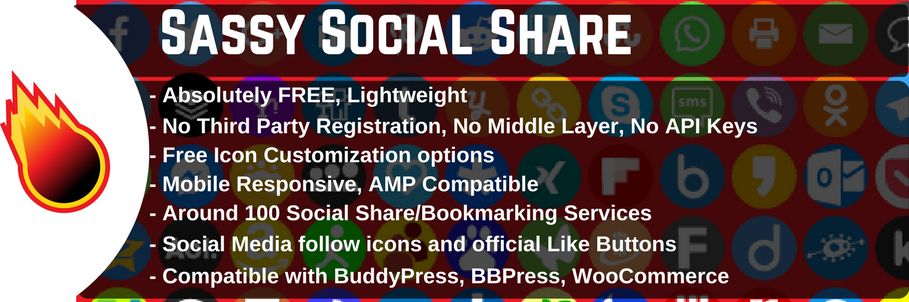 Sassy Social Share
- Absolutely FREE, Lightweight
- No Third Party Registration, No Middle Layer, No API Keys
- Free Icon Customization options
- Mobile Responsive, AMP Compatible
- Around 100 Social Share/Bookmarking Services
- Social Media follow icons and official Like Buttons
- Compatible with BuddyPress, BBPress, WooCommerce
sms
Aol.